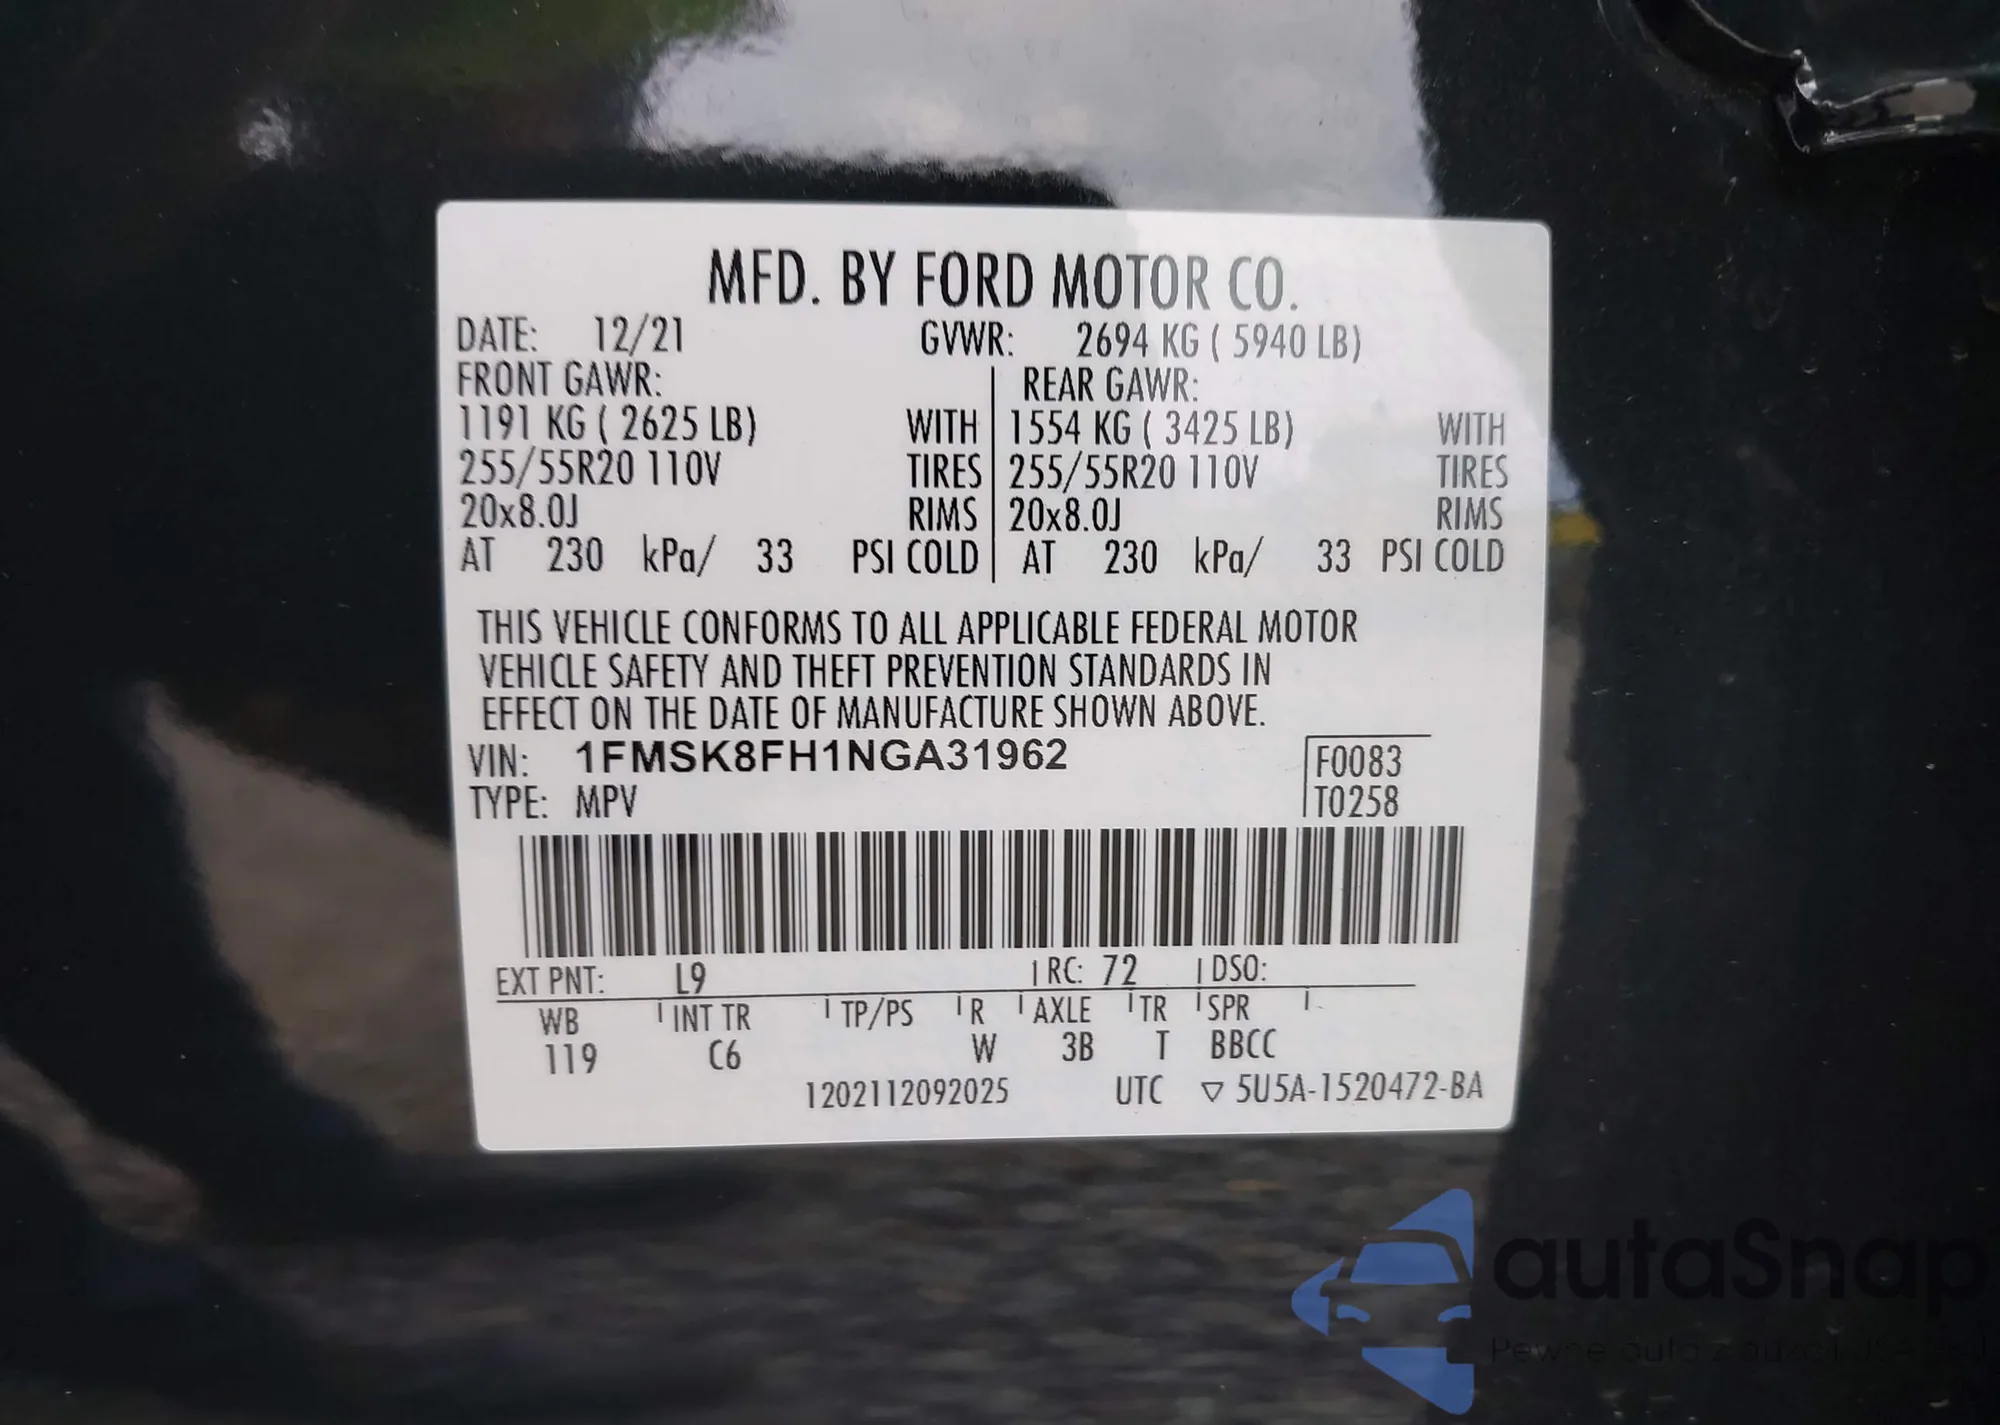 MFD. BY FORD MOTOR CO.
DATE: 12/21 GVWR: 2694 KG ( 5940 LB)
FRONT GAWR: REAR GAWR:
1191 KG ( 2625 LB) WITH 1554 KG ( 3425 LB) WITH
255/55R20 110V TIRES 255/55R20 110V TIRES
20x8.0J RIMS 20x8.0J RIMS
AT 230 kPa/ 33 PSI COLD AT 230 kPa/ 33 PSI COLD
THIS VEHICLE CONFORMS TO ALL APPLICABLE FEDERAL MOTOR
VEHICLE SAFETY AND THEFT PREVENTION STANDARDS IN
EFFECT ON THE DATE OF MANUFACTURE SHOWN ABOVE.
VIN: 1FMSK8FH1NGA31962 F0083
TYPE: MPV T0258
EXT PNT: L9 RC: 72 DSO:
WB INT TR TP/PS R AXLE TR SPR
119 C6 W 3B T BBCC
1202112092025 UTC ▽ 5U5A-1520472-BA
autaSnap
auta z